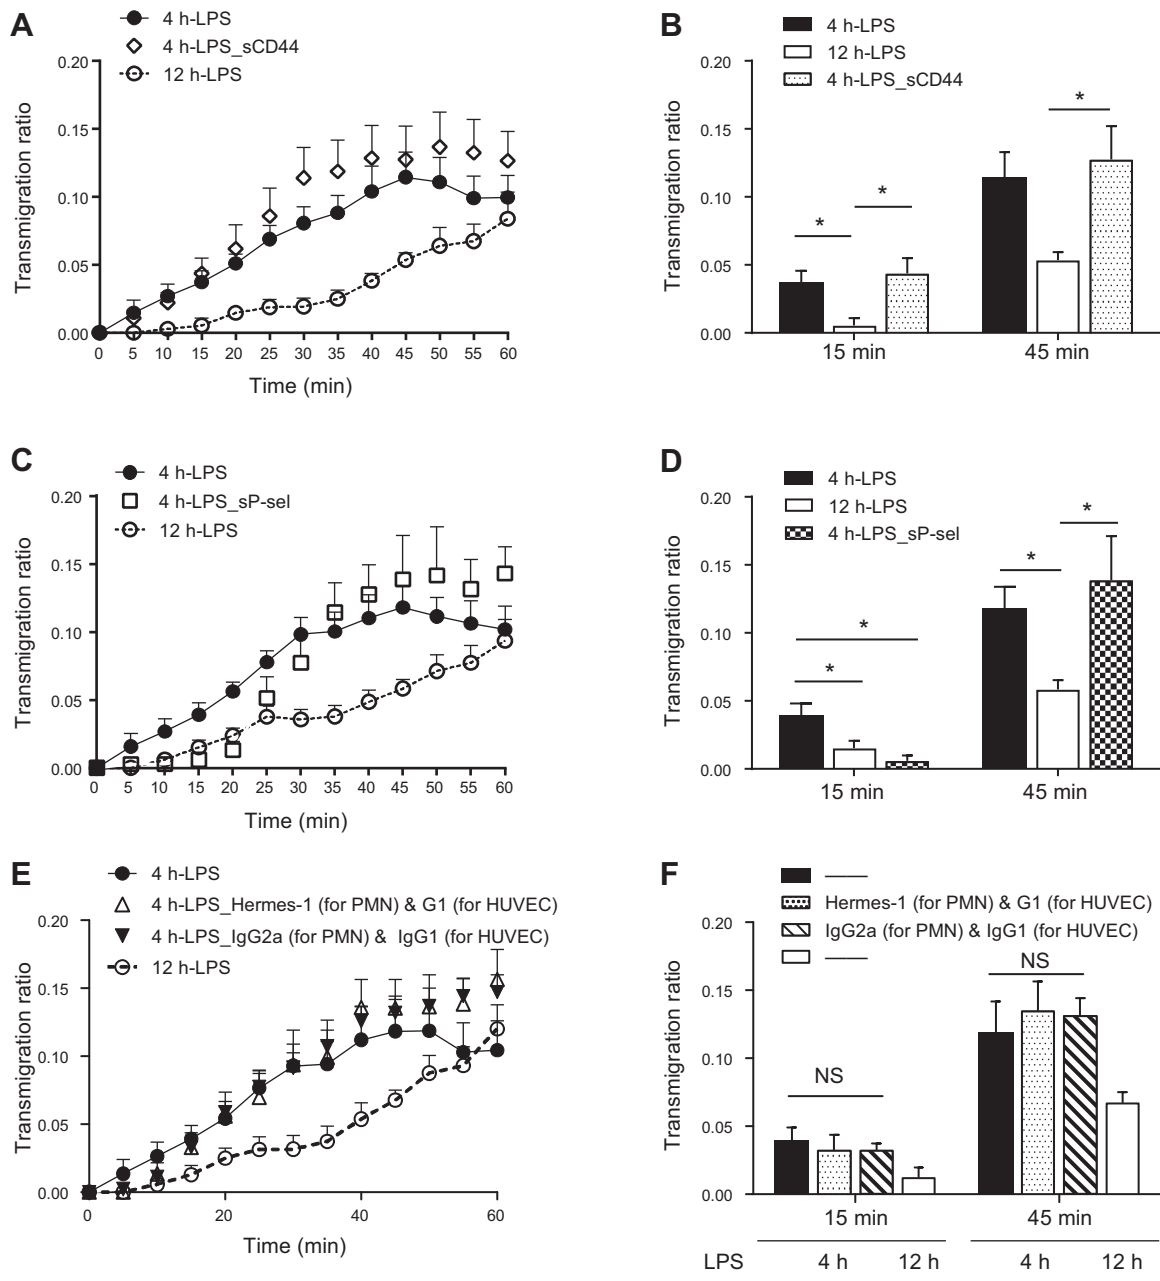 A
4 h-LPS
4 h-LPS_sCD44
12 h-LPS
Transmigration ratio
0.20
0.15
0.10
0.05
0.00
0 5 10 15 20 25 30 35 40 45 50 55 60
Time (min)
B
4 h-LPS
12 h-LPS
4 h-LPS_sCD44
Transmigration ratio
0.20
0.15
0.10
0.05
0.00
* * *
15 min 45 min
C
4 h-LPS
4 h-LPS_sP-sel
12 h-LPS
Transmigration ratio
0.20
0.15
0.10
0.05
0.00
0 5 10 15 20 25 30 35 40 45 50 55 60
Time (min)
D
4 h-LPS
12 h-LPS
4 h-LPS_sP-sel
Transmigration ratio
0.20
0.15
0.10
0.05
0.00
* * * *
15 min 45 min
E
4 h-LPS
4 h-LPS_Hermes-1 (for PMN) & G1 (for HUVEC)
4 h-LPS_IgG2a (for PMN) & IgG1 (for HUVEC)
12 h-LPS
Transmigration ratio
0.20
0.15
0.10
0.05
0.00
0 20 40 60
Time (min)
F
Hermes-1 (for PMN) & G1 (for HUVEC)
IgG2a (for PMN) & IgG1 (for HUVEC)
Transmigration ratio
0.20
0.15
0.10
0.05
0.00
NS NS
15 min 45 min
LPS 4 h 12 h 4 h 12 h